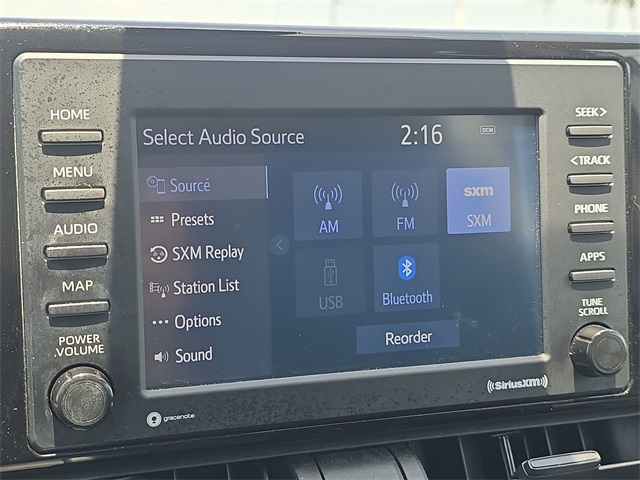 HOME
MENU
AUDIO
MAP
POWER
VOLUME
Select Audio Source
2:16
DCM
Source
Presets
SXM Replay
Station List
Options
Sound
AM
FM
sxm
SXM
USB
Bluetooth
Reorder
SEEK>
<TRACK
PHONE
APPS
TUNE
SCROLL
gracenote
((SiriusXM))